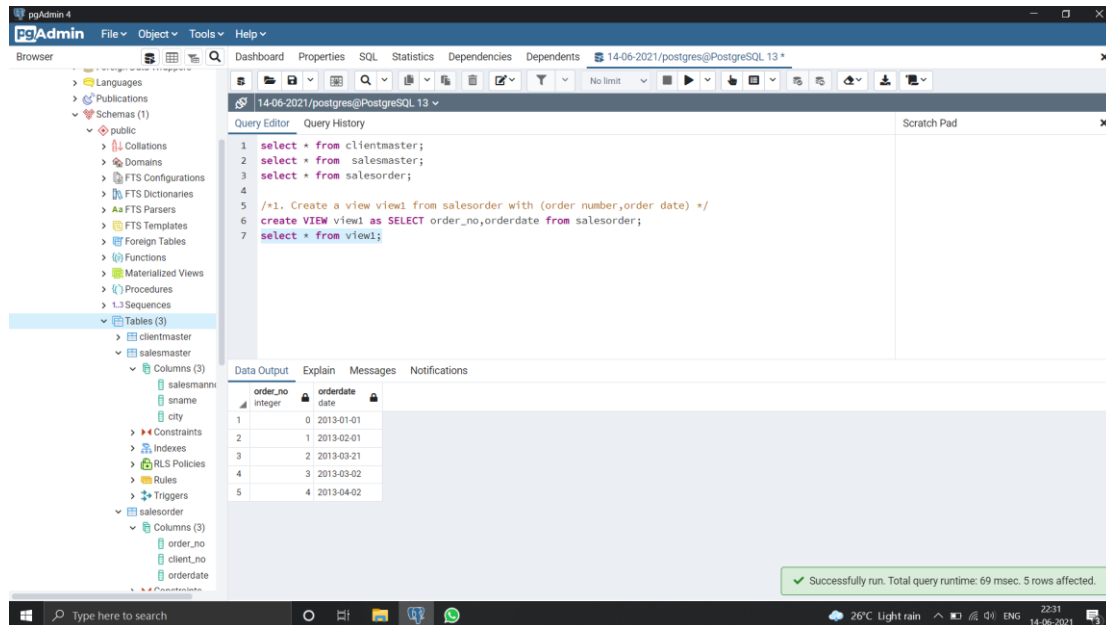 pgAdmin 4
pgAdmin File Object Tools Help
Browser
Dashboard Properties SQL Statistics Dependencies Dependents 14-06-2021/postgres@PostgreSQL 13 *
No limit
14-06-2021/postgres@PostgreSQL 13
Query Editor Query History
Scratch Pad
Languages
Publications
Schemas (1)
public
Collations
Domains
FTS Configurations
FTS Dictionaries
FTS Parsers
FTS Templates
Foreign Tables
Functions
Materialized Views
Procedures
1..3 Sequences
Tables (3)
clientmaster
salesmaster
Columns (3)
salesmanno
sname
city
Constraints
Indexes
RLS Policies
Rules
Triggers
salesorder
Columns (3)
order_no
client_no
orderdate
1 select * from clientmaster;
2 select * from salesmaster;
3 select * from salesorder;
4
5 /*1. Create a view view1 from salesorder with (order number,order date) */
6 create VIEW view1 as SELECT order_no,orderdate from salesorder;
7 select * from view1;
Data Output Explain Messages Notifications
order_no integer orderdate date
1 0 2013-01-01
2 1 2013-02-01
3 2 2013-03-21
4 3 2013-03-02
5 4 2013-04-02
Successfully run. Total query runtime: 69 msec. 5 rows affected.
Type here to search
26°C Light rain ENG 22:31
14-06-2021
3